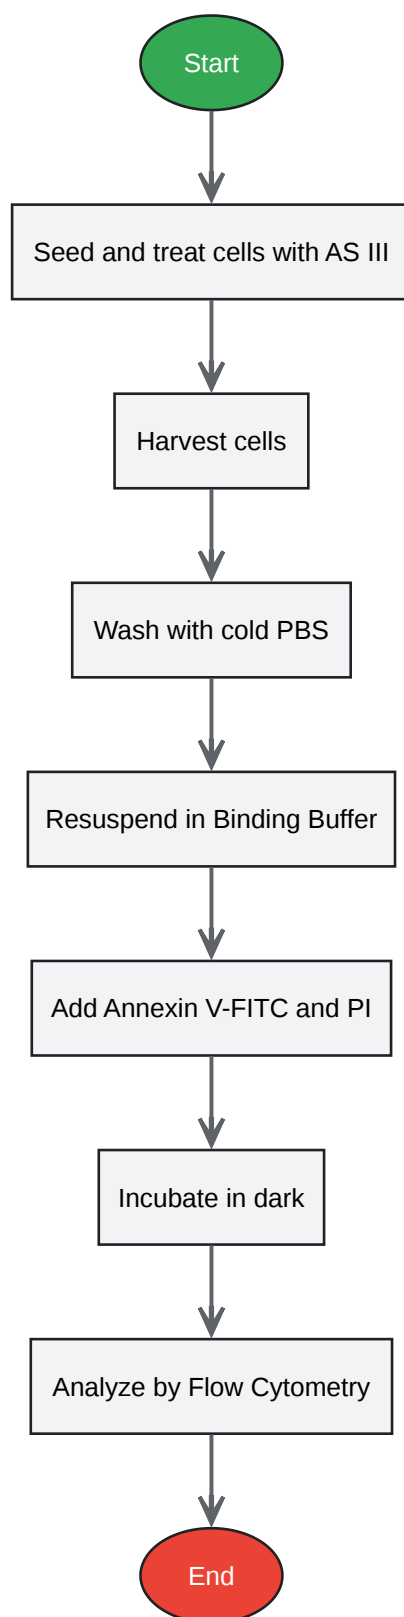 Start
Seed and treat cells with AS III
Harvest cells
Wash with cold PBS
Resuspend in Binding Buffer
Add Annexin V-FITC and PI
Incubate in dark
Analyze by Flow Cytometry
End